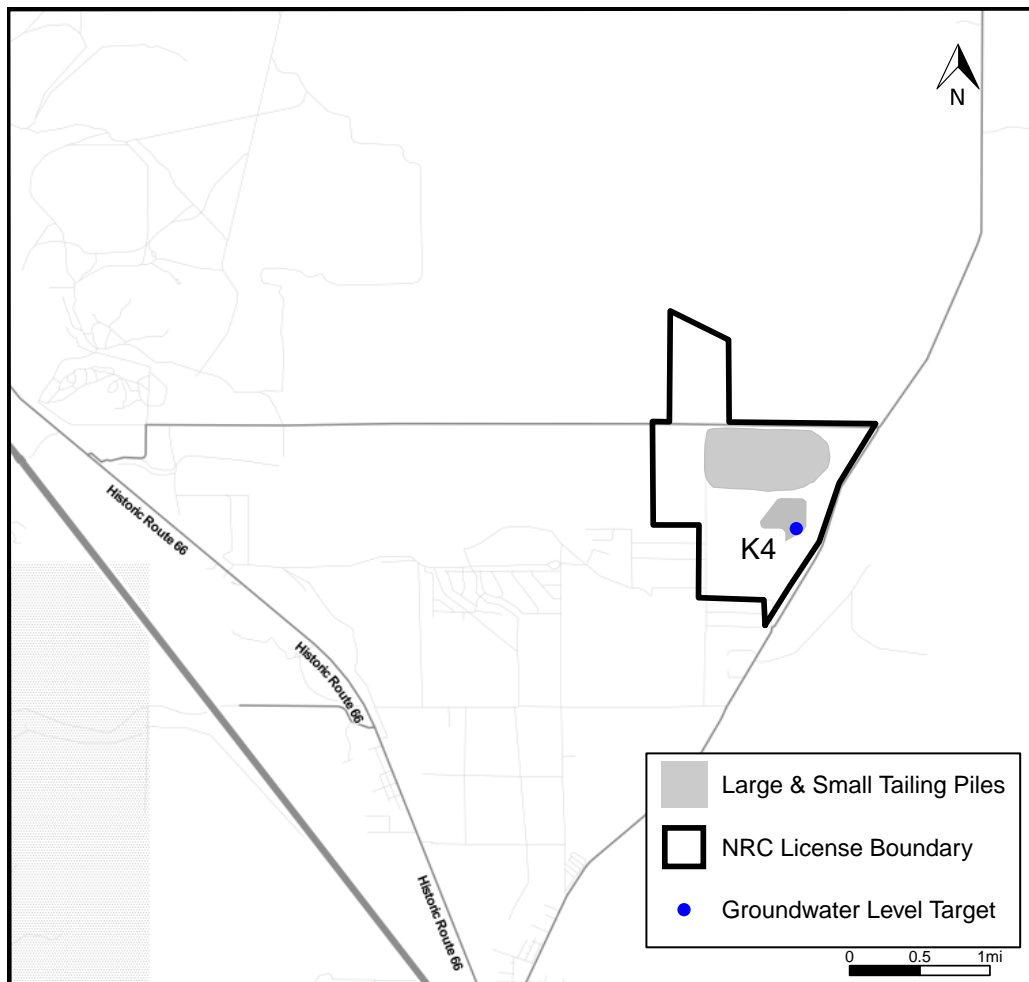 N
Historic Route 66
K4
Historic Route 66
Large & Small Tailing Piles
NRC License Boundary
Historic Route 66
Groundwater Level Target
0 0.5 1mi